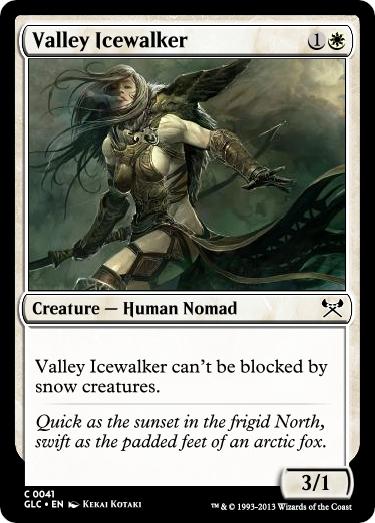 Valley Icewalker 1
Creature — Human Nomad
Valley Icewalker can't be blocked by
snow creatures.
Quick as the sunset in the frigid North,
swift as the padded feet of an arctic fox.
3/1
C 0041
GLC • EN Kekai Kotaki
™ & © 1993-2013 Wizards of the Coast